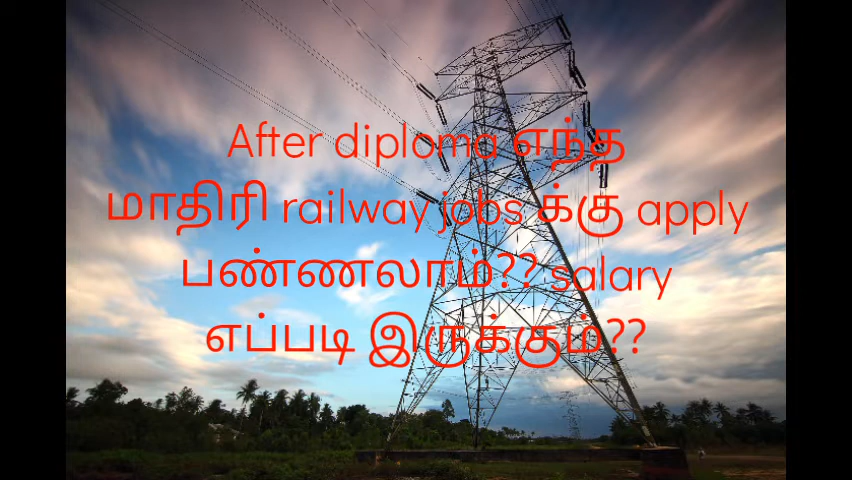 After diploma எந்த
மாதிரி railway jobs க்கு apply
பண்ணலாம்?? salary
எப்படி இருக்கும்??